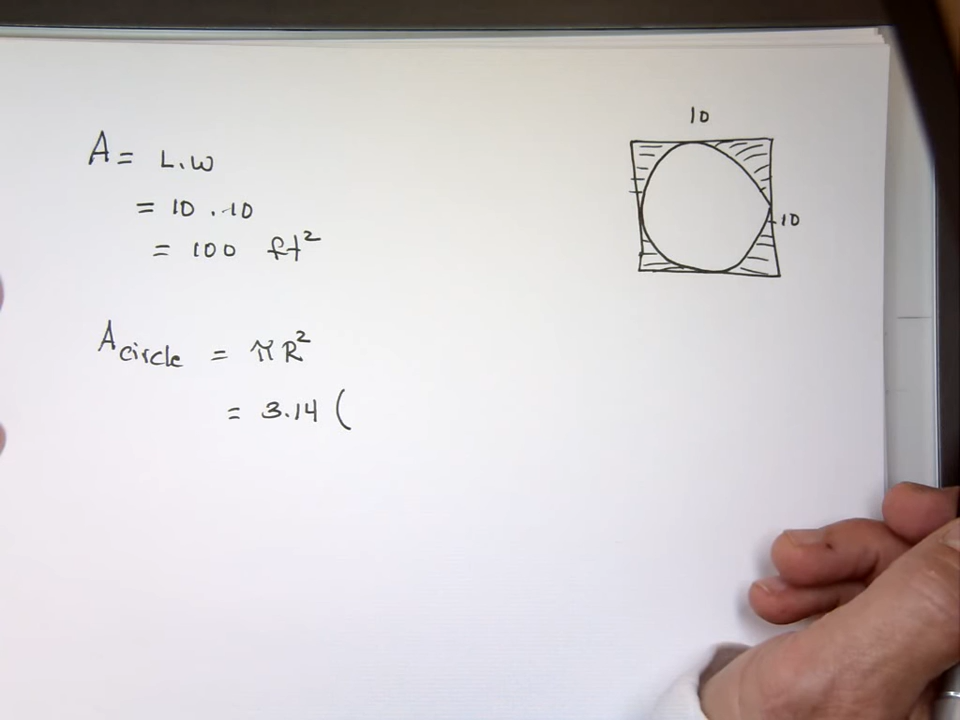 A = L.W
= 10 . 10
= 100 ft²
A circle = πR²
= 3.14 (
10
10